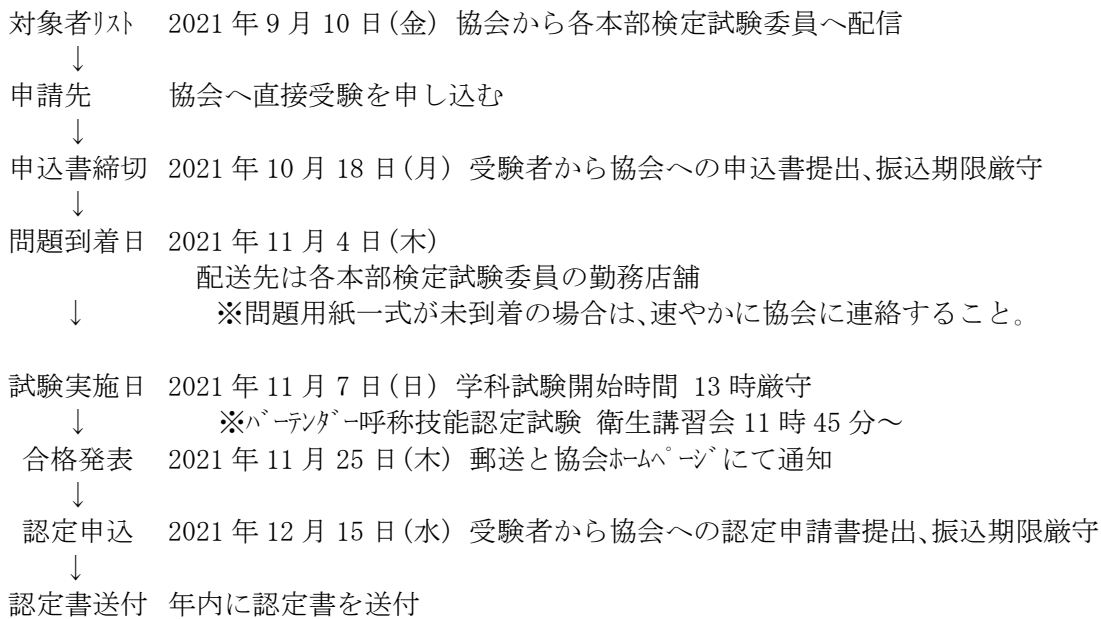 対象者ﾘｽﾄ 2021 年 9 月 10 日(金) 協会から各本部検定試験委員へ配信
↓
申請先 協会へ直接受験を申し込む
↓
申込書締切 2021 年 10 月 18 日(月) 受験者から協会への申込書提出､振込期限厳守
↓
問題到着日 2021 年 11 月 4 日(木)
配送先は各本部検定試験委員の勤務店舗
↓ ※問題用紙一式が未到着の場合は､速やかに協会に連絡すること。
試験実施日 2021 年 11 月 7 日(日) 学科試験開始時間 13 時厳守
↓ ※ﾊﾞｰﾃﾝﾀﾞｰ呼称技能認定試験 衛生講習会 11 時 45 分～
合格発表 2021 年 11 月 25 日(木) 郵送と協会ﾎｰﾑﾍﾟｰｼﾞにて通知
↓
認定申込 2021 年 12 月 15 日(水) 受験者から協会への認定申請書提出､振込期限厳守
↓
認定書送付 年内に認定書を送付